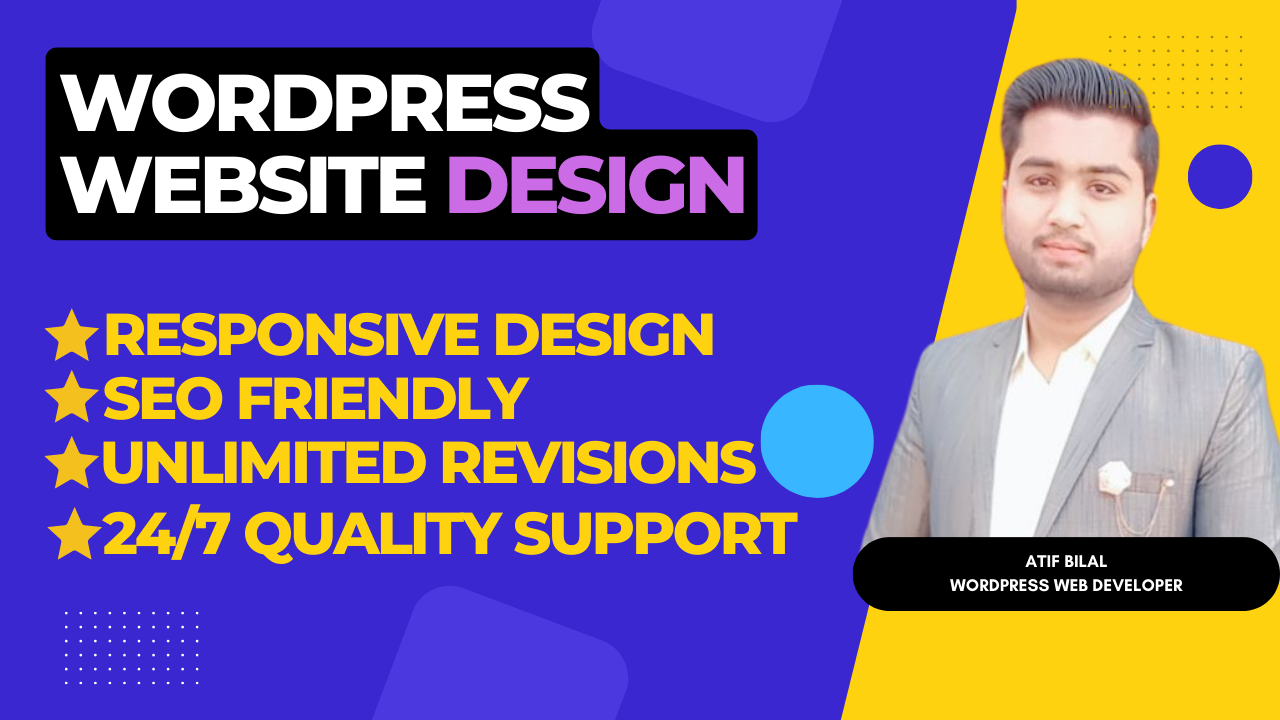 WORDPRESS
WEBSITE DESIGN
RESPONSIVE DESIGN
SEO FRIENDLY
UNLIMITED REVISIONS
24/7 QUALITY SUPPORT
ATIF BILAL
WORDPRESS WEB DEVELOPER